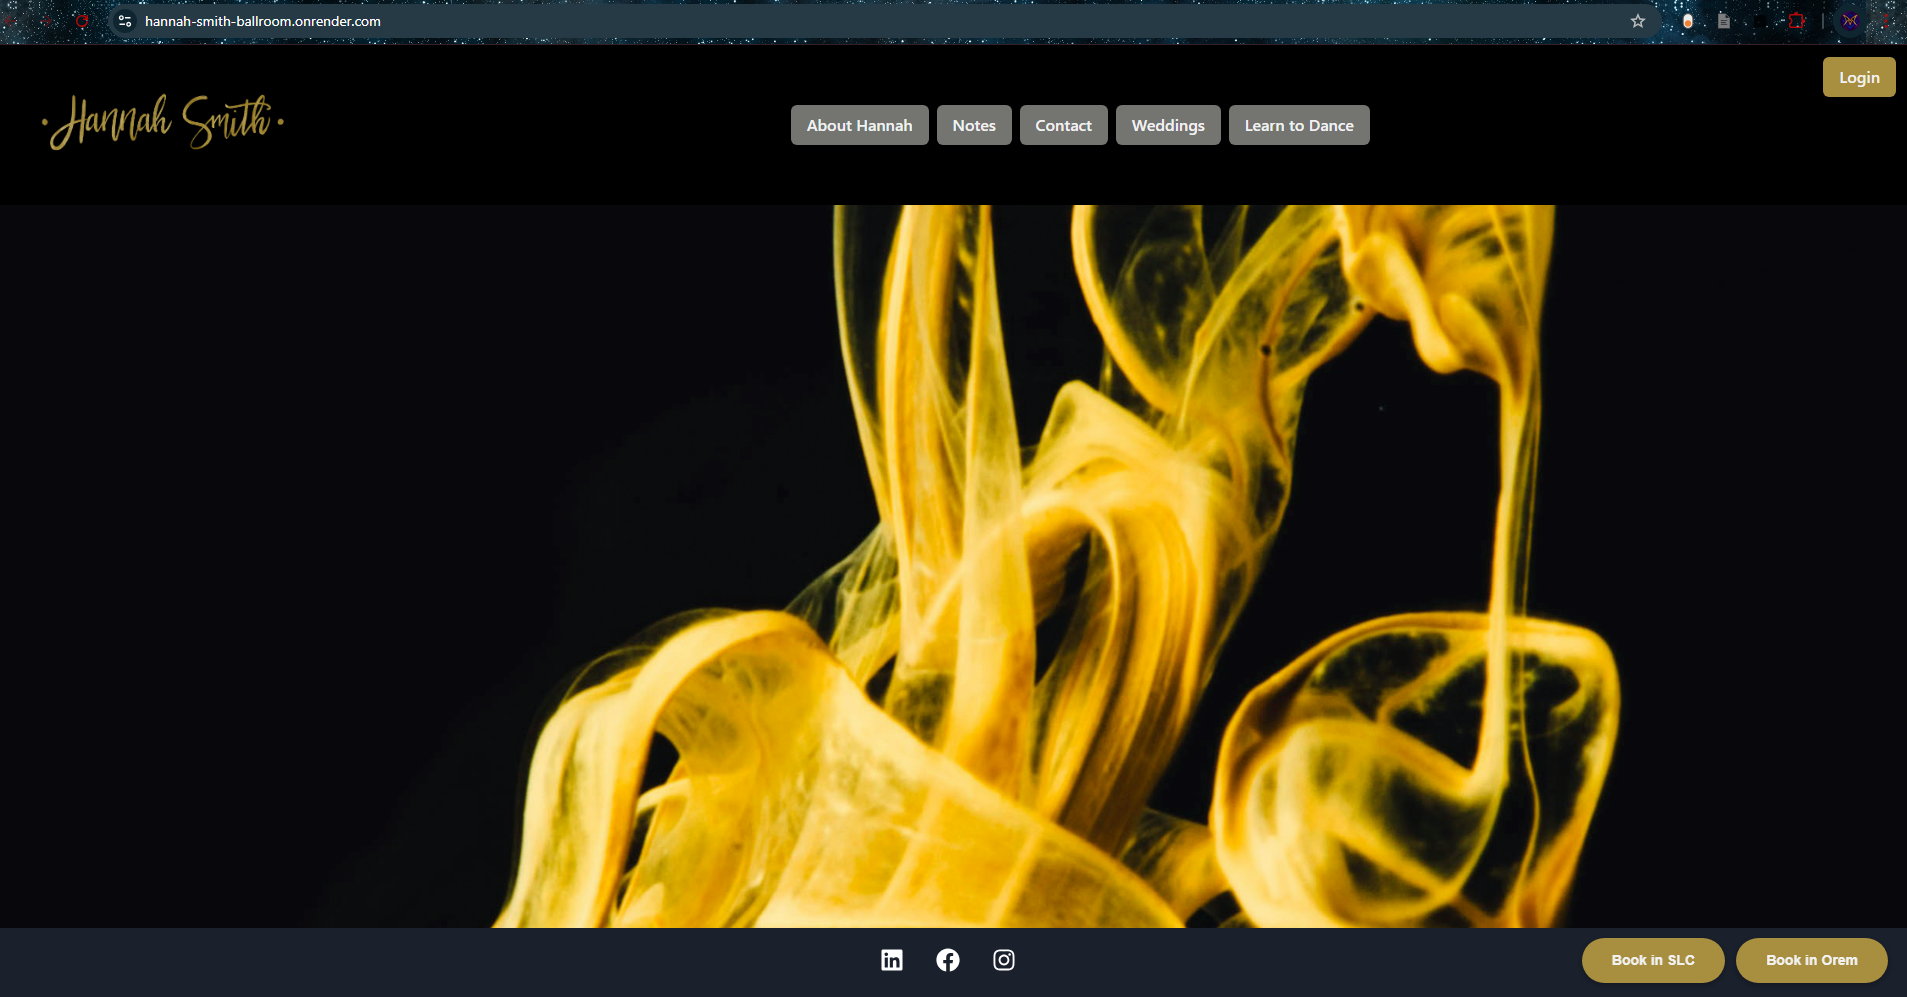 hannah-smith-ballroom.onrender.com
Login
Hannah Smith
About Hannah
Notes
Contact
Weddings
Learn to Dance
Book in SLC
Book in Orem